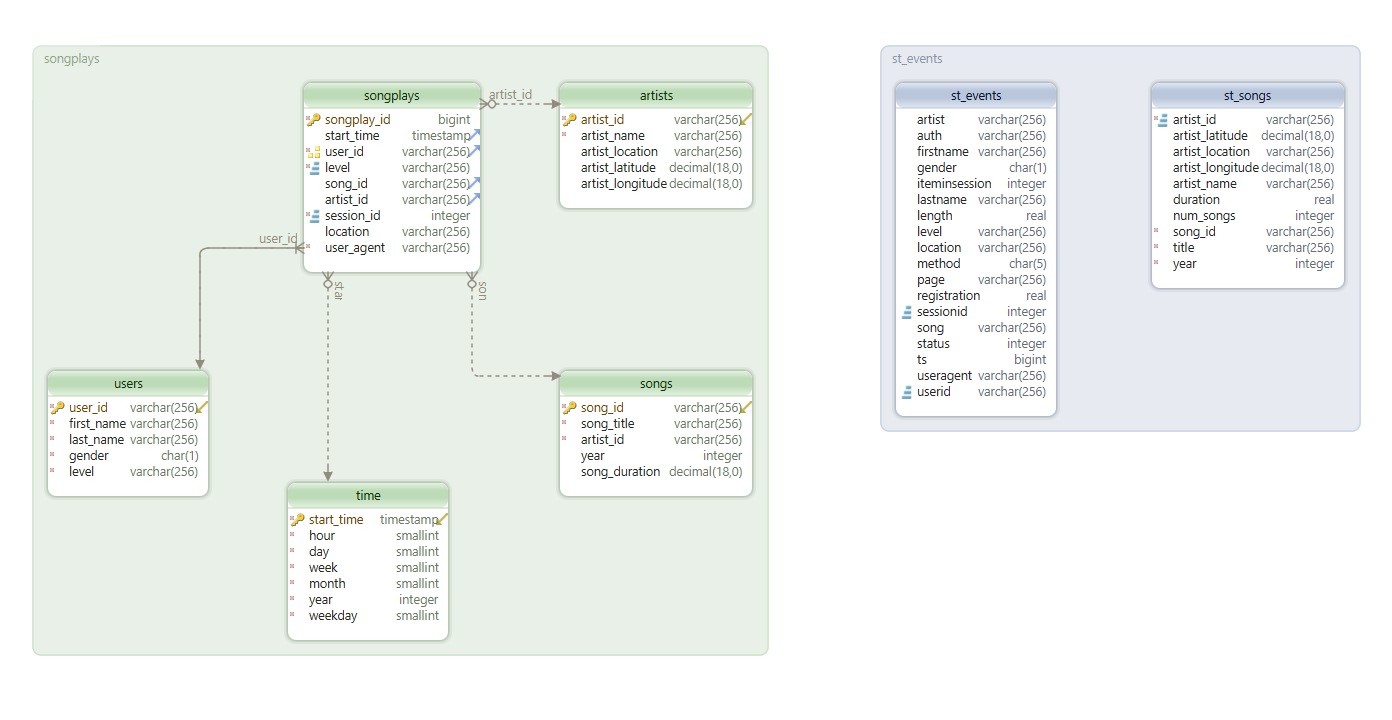 songplays
songplays
songplay_id bigint
start_time timestamp
user_id varchar(256)
level varchar(256)
song_id varchar(256)
artist_id varchar(256)
session_id integer
location varchar(256)
user_agent varchar(256)
artist_id
artists
artist_id varchar(256)
artist_name varchar(256)
artist_location varchar(256)
artist_latitude decimal(18,0)
artist_longitude decimal(18,0)
user_id
star
son
users
user_id varchar(256)
first_name varchar(256)
last_name varchar(256)
gender char(1)
level varchar(256)
songs
song_id varchar(256)
song_title varchar(256)
artist_id varchar(256)
year integer
song_duration decimal(18,0)
time
start_time timestamp
hour smallint
day smallint
week smallint
month smallint
year integer
weekday smallint
st_events
st_events
artist varchar(256)
auth varchar(256)
firstname varchar(256)
gender char(1)
iteminsession integer
lastname varchar(256)
length real
level varchar(256)
location varchar(256)
method char(5)
page varchar(256)
registration real
sessionid integer
song varchar(256)
status integer
ts bigint
useragent varchar(256)
userid varchar(256)
st_songs
artist_id varchar(256)
artist_latitude decimal(18,0)
artist_location varchar(256)
artist_longitude decimal(18,0)
artist_name varchar(256)
duration real
num_songs integer
song_id varchar(256)
title varchar(256)
year integer